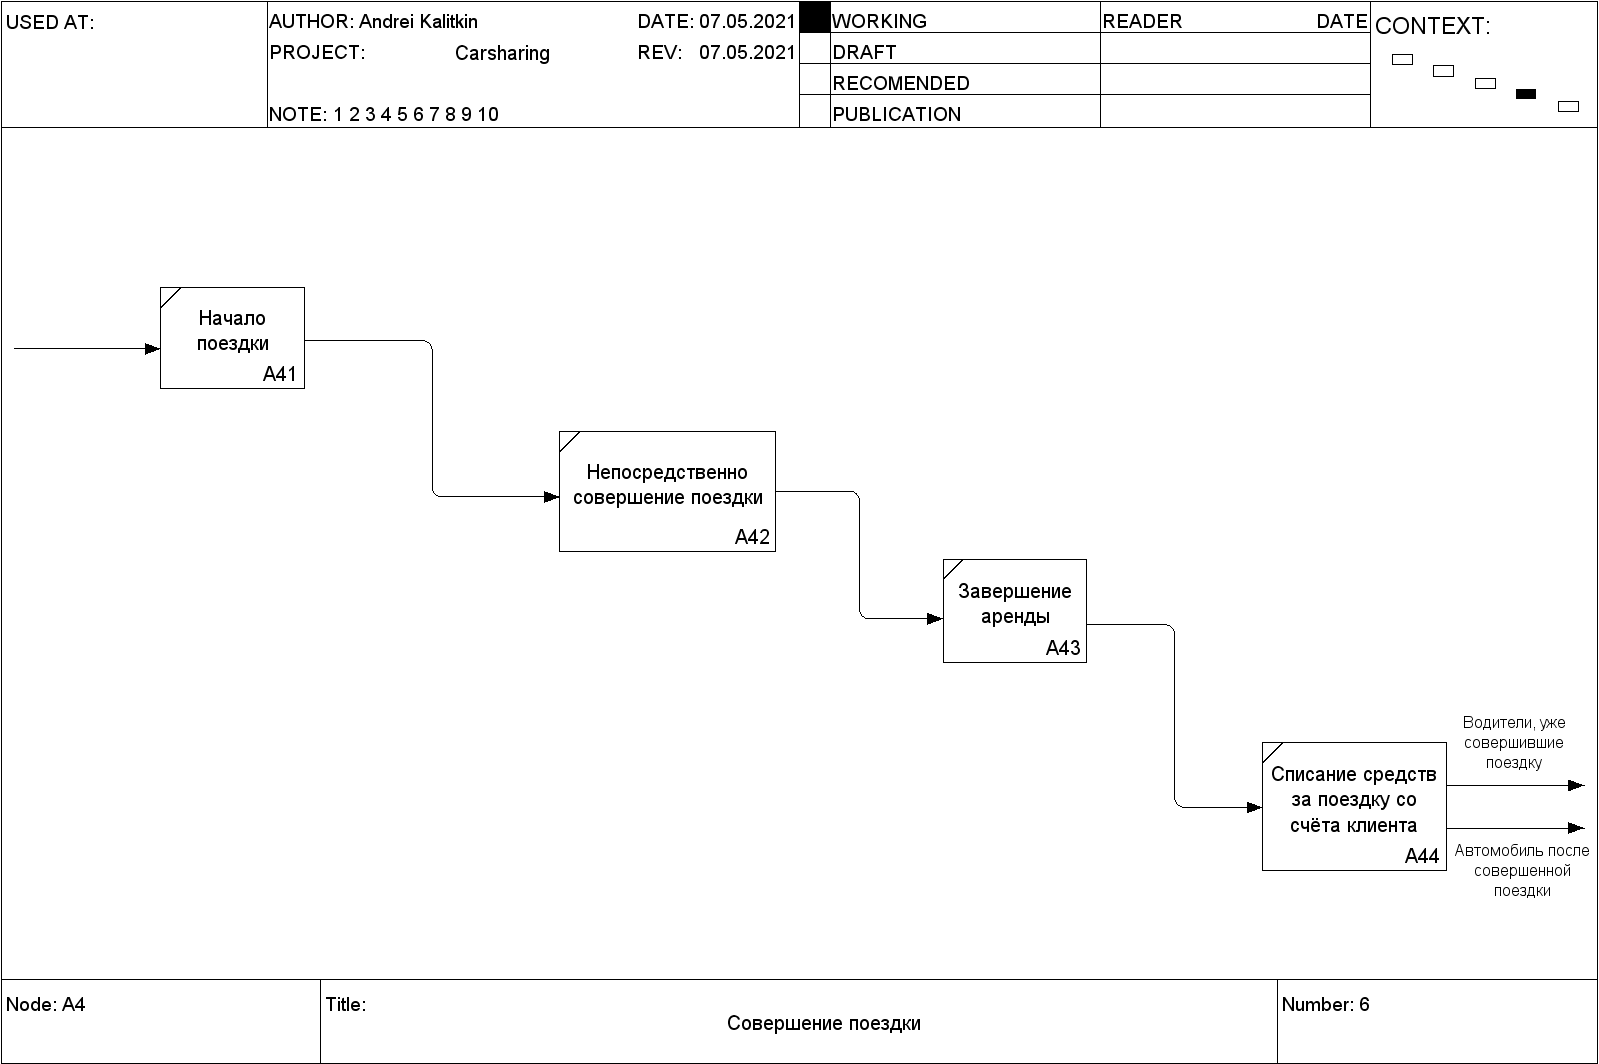 USED AT:
AUTHOR: Andrei Kalitkin
DATE: 07.05.2021
PROJECT: Carsharing
REV: 07.05.2021
NOTE: 1 2 3 4 5 6 7 8 9 10
WORKING
DRAFT
RECOMENDED
PUBLICATION
READER
DATE
CONTEXT:
Начало
поездки
A41
Непосредственно
совершение поездки
A42
Завершение
аренды
A43
Списание средств
за поездку со
счёта клиента
A44
Водители, уже
совершившие
поездку
Автомобиль после
совершенной
поездки
Node: A4
Title:
Совершение поездки
Number: 6